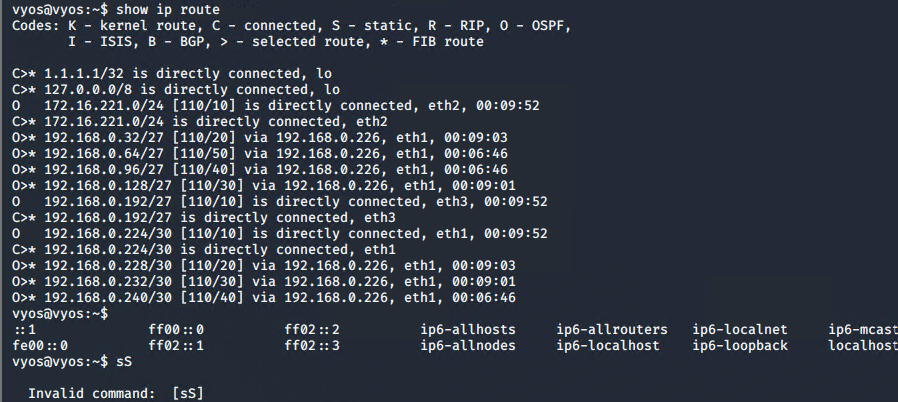 vyos@vyos:~$ show ip route
Codes: K - kernel route, C - connected, S - static, R - RIP, O - OSPF,
       I - ISIS, B - BGP, > - selected route, * - FIB route

C>* 1.1.1.1/32 is directly connected, lo
C>* 127.0.0.0/8 is directly connected, lo
O   172.16.221.0/24 [110/10] is directly connected, eth2, 00:09:52
C>* 172.16.221.0/24 is directly connected, eth2
O>* 192.168.0.32/27 [110/20] via 192.168.0.226, eth1, 00:09:03
O>* 192.168.0.64/27 [110/50] via 192.168.0.226, eth1, 00:06:46
O>* 192.168.0.96/27 [110/40] via 192.168.0.226, eth1, 00:06:46
O>* 192.168.0.128/27 [110/30] via 192.168.0.226, eth1, 00:09:01
O   192.168.0.192/27 [110/10] is directly connected, eth3, 00:09:52
C>* 192.168.0.192/27 is directly connected, eth3
O   192.168.0.224/30 [110/10] is directly connected, eth1, 00:09:52
C>* 192.168.0.224/30 is directly connected, eth1
O>* 192.168.0.228/30 [110/20] via 192.168.0.226, eth1, 00:09:03
O>* 192.168.0.232/30 [110/30] via 192.168.0.226, eth1, 00:09:01
O>* 192.168.0.240/30 [110/40] via 192.168.0.226, eth1, 00:06:46
vyos@vyos:~$
::1              ff00::0          ff02::2          ip6-allhosts     ip6-allrouters   ip6-localnet     ip6-mcast
fe00::0          ff02::1          ff02::3          ip6-allnodes     ip6-localhost    ip6-loopback     localhost
vyos@vyos:~$ sS

  Invalid command:  [sS]